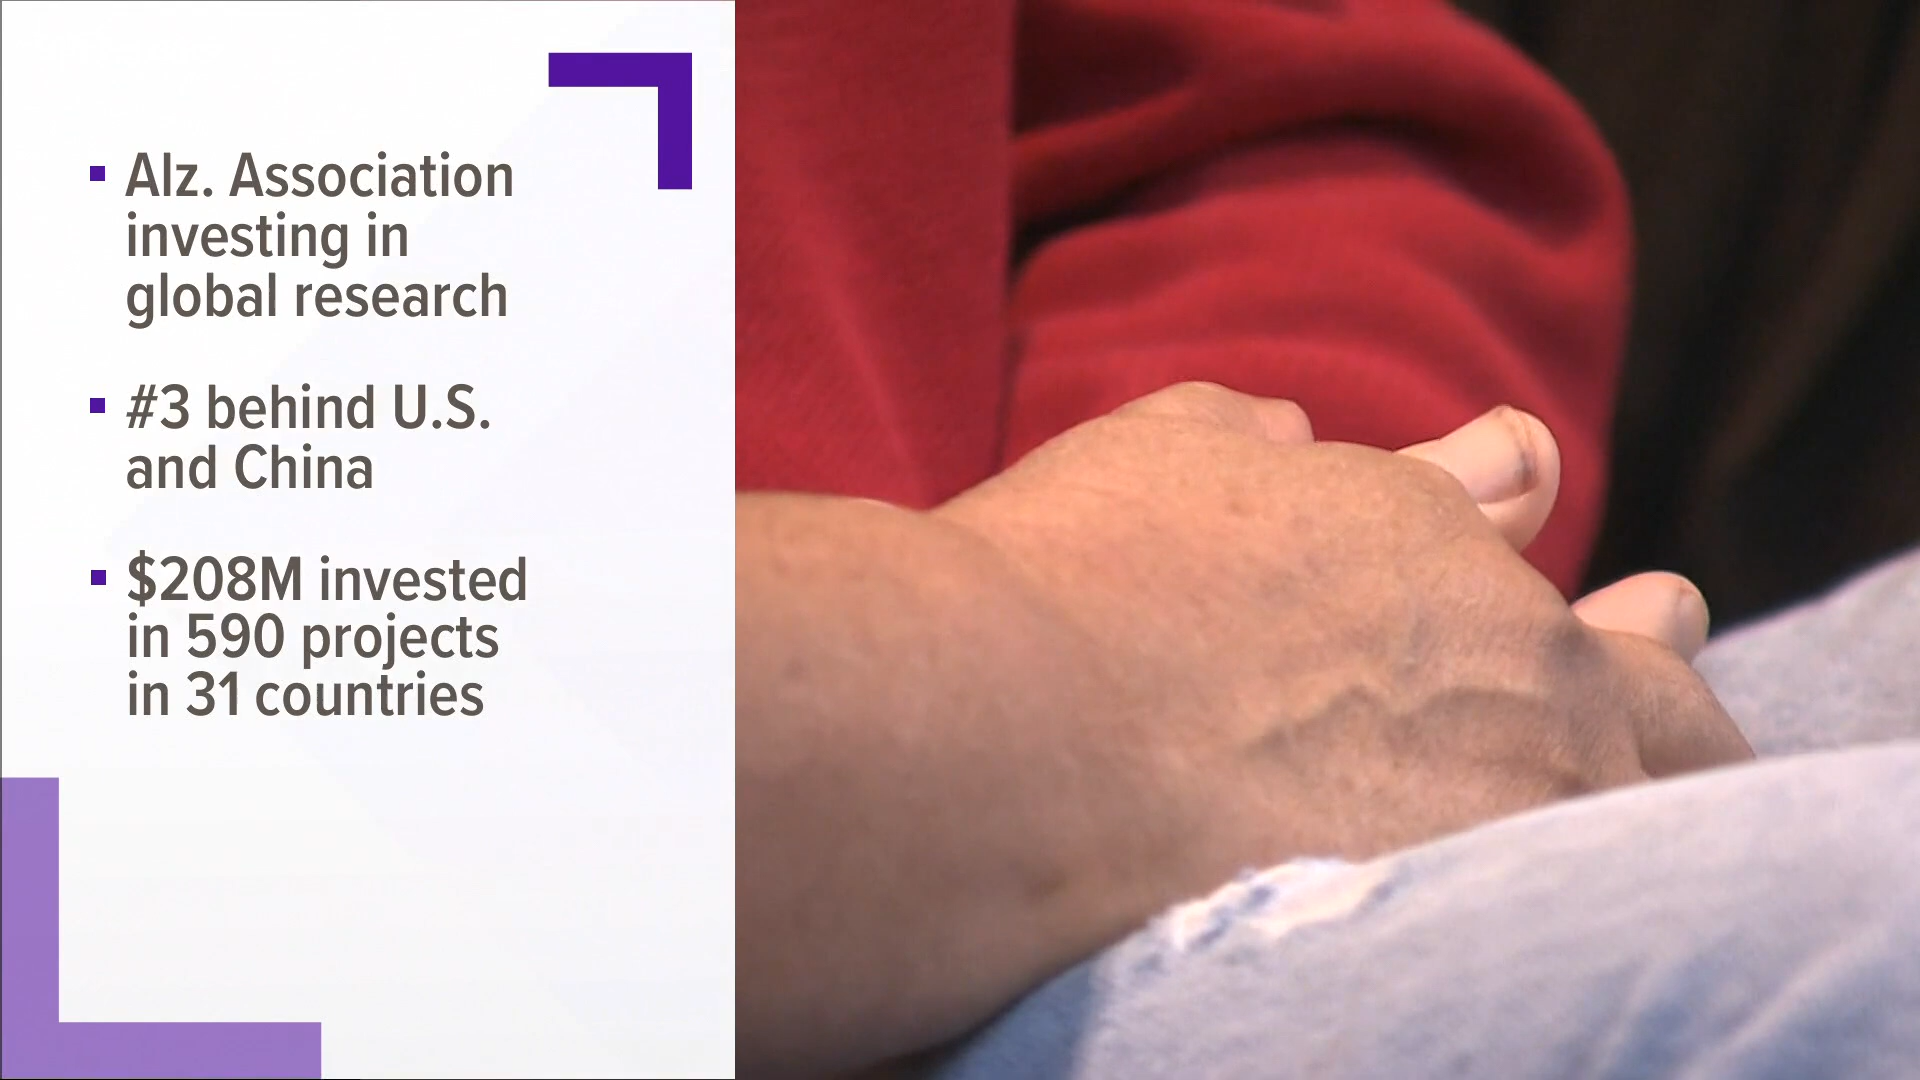 Alz. Association
investing in
global research
#3 behind U.S.
and China
$208M invested
in 590 projects
in 31 countries